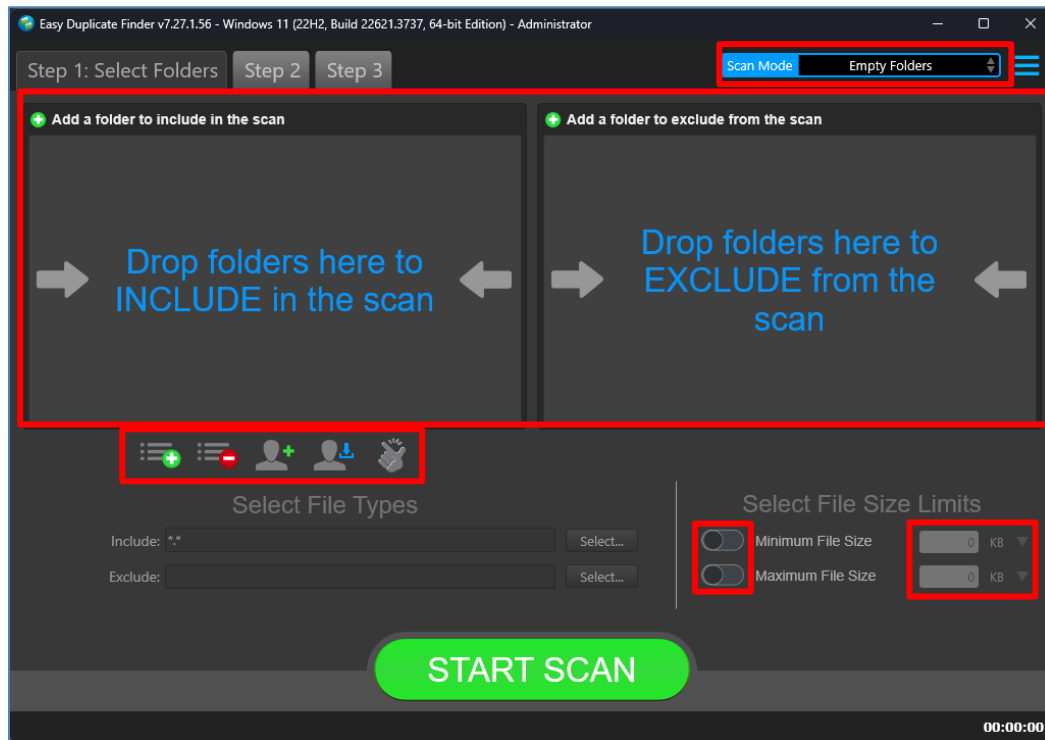 Easy Duplicate Finder v7.27.1.56 - Windows 11 (22H2, Build 22621.3737, 64-bit Edition) - Administrator
Step 1: Select Folders
Step 2
Step 3
Scan Mode
Empty Folders
Add a folder to include in the scan
Add a folder to exclude from the scan
Drop folders here to
INCLUDE in the scan
Drop folders here to
EXCLUDE from the
scan
Select File Types
Include: *.*
Select...
Exclude:
Select...
Select File Size Limits
Minimum File Size
0 KB
Maximum File Size
0 KB
START SCAN
00:00:00